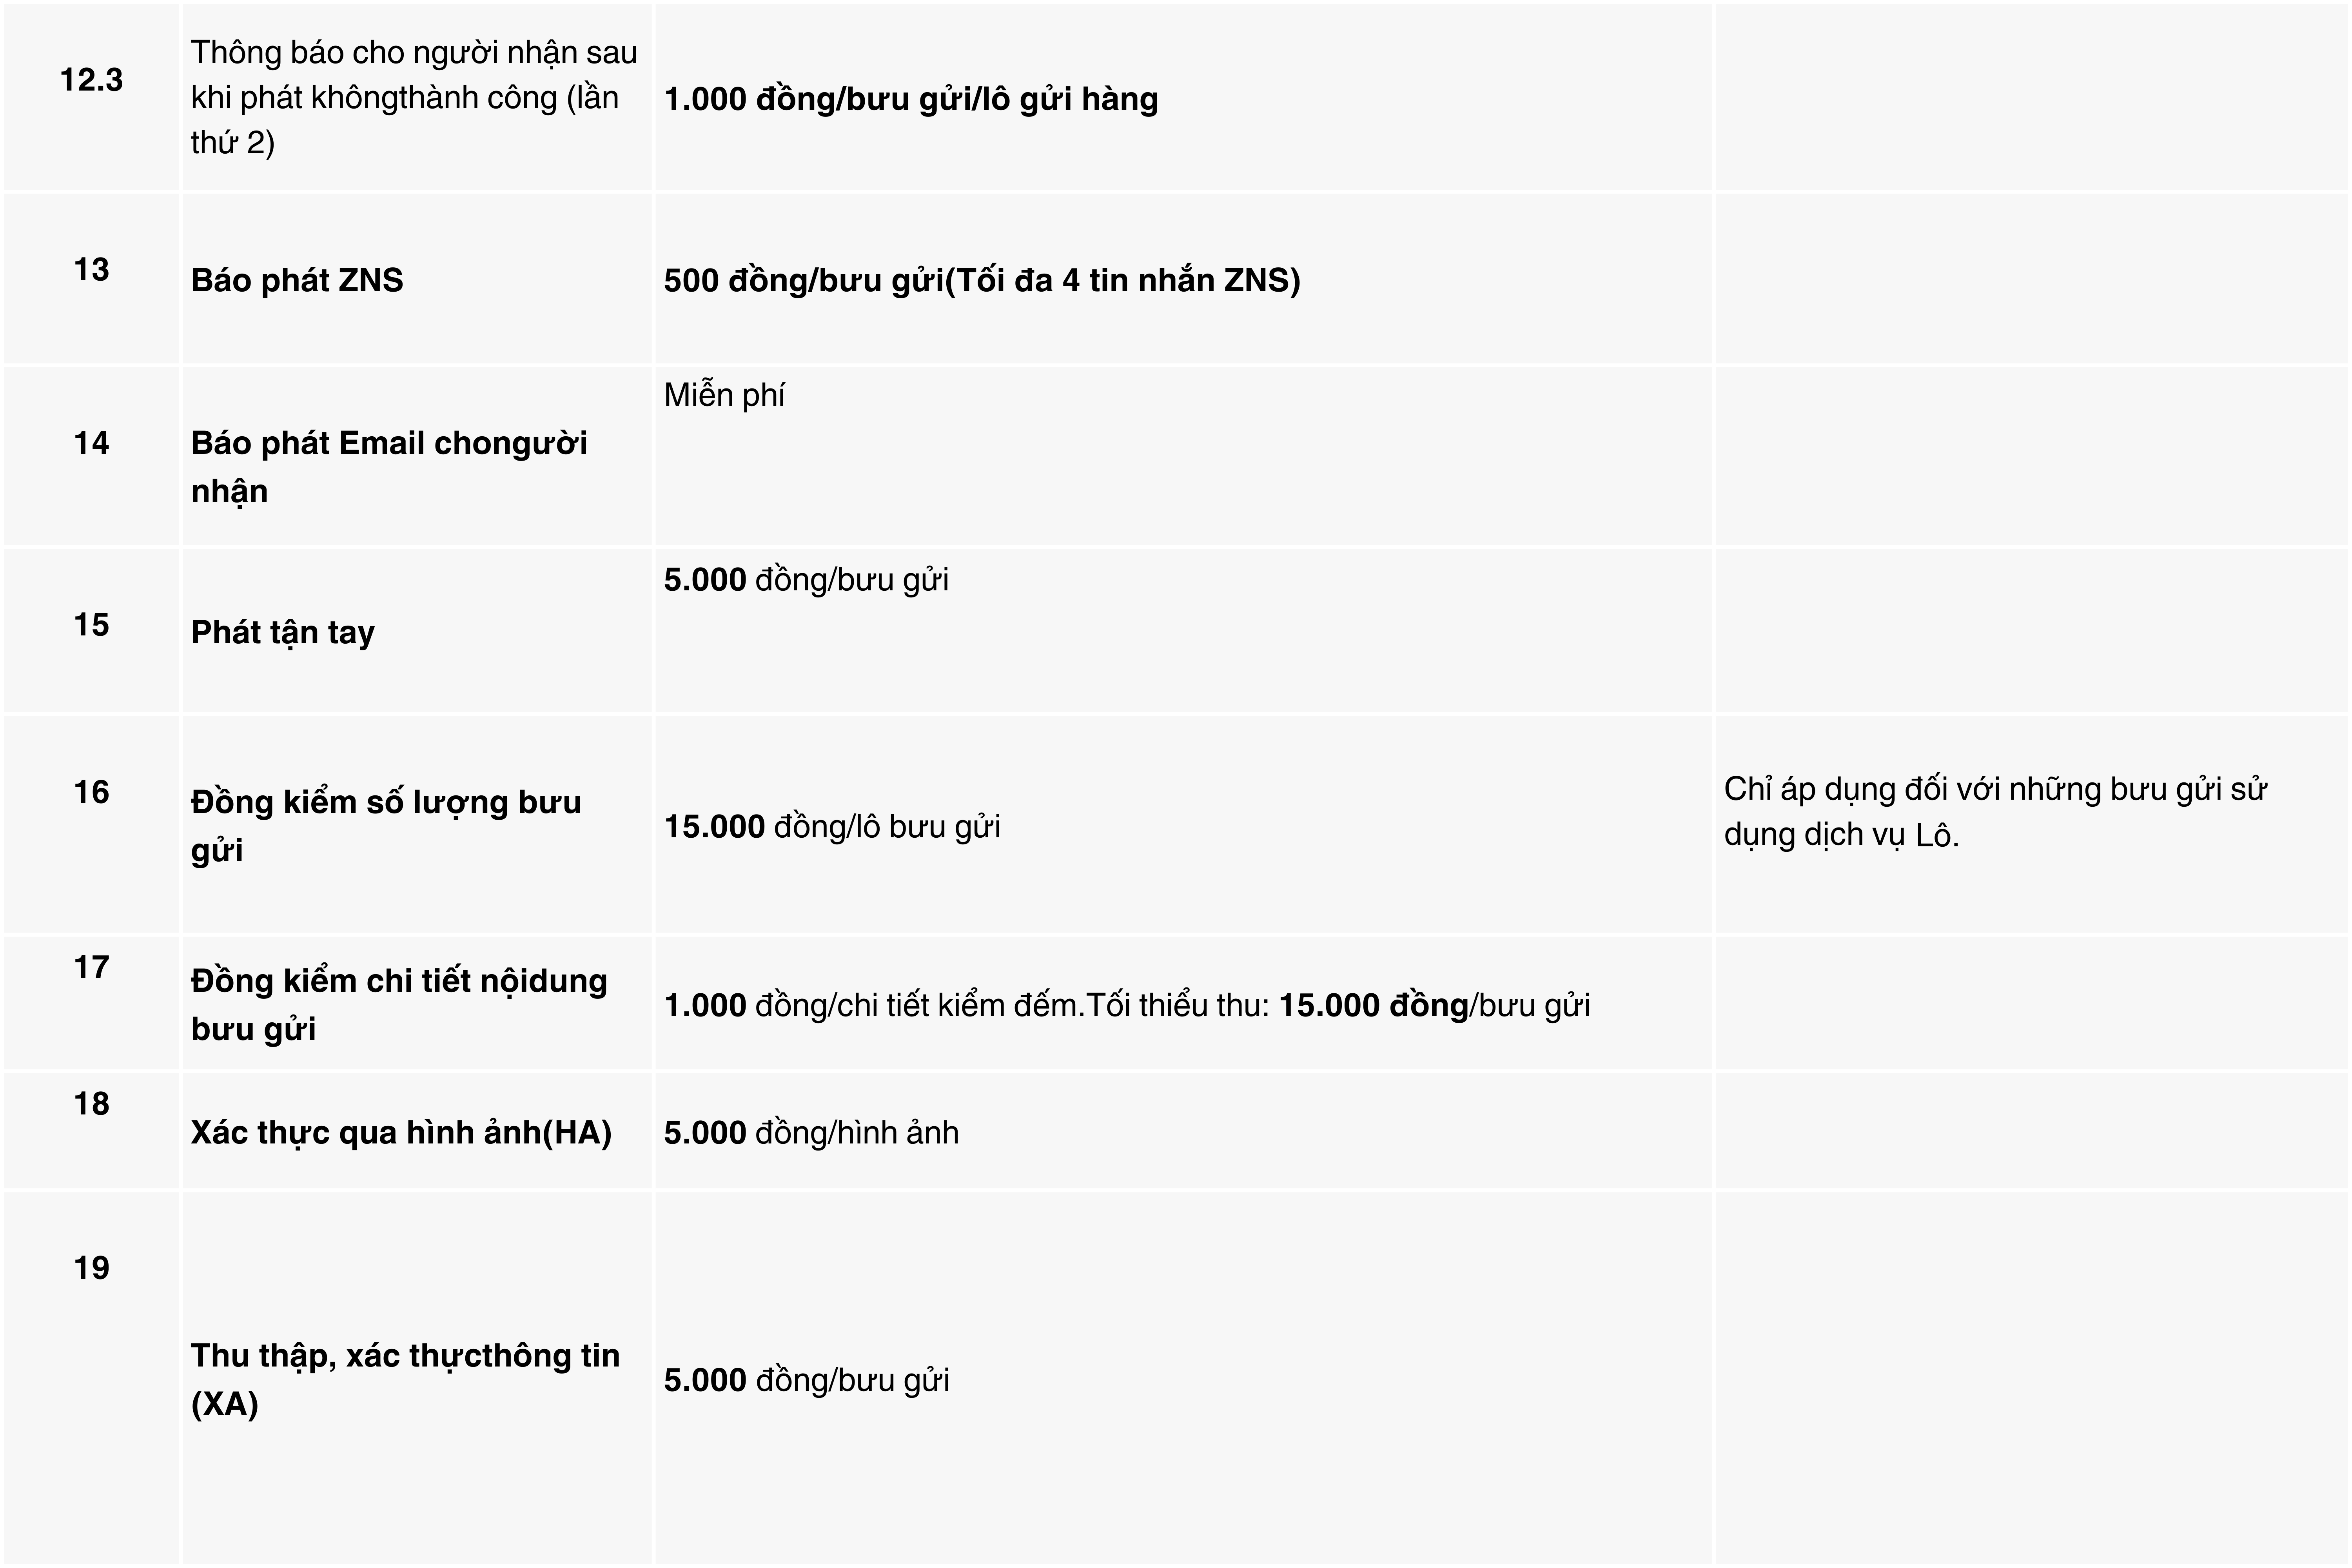 12.3
Thông báo cho người nhận sau
khi phát khôngthành công (lần
thứ 2)
1.000 đồng/bưu gửi/lô gửi hàng
13
Báo phát ZNS
500 đồng/bưu gửi(Tối đa 4 tin nhắn ZNS)
14
Báo phát Email chongười
nhận
Miễn phí
15
Phát tận tay
5.000 đồng/bưu gửi
16
Đồng kiểm số lượng bưu
gửi
15.000 đồng/lô bưu gửi
Chỉ áp dụng đối với những bưu gửi sử
dụng dịch vụ Lô.
17
Đồng kiểm chi tiết nộidung
bưu gửi
1.000 đồng/chi tiết kiểm đếm.Tối thiểu thu: 15.000 đồng/bưu gửi
18
Xác thực qua hình ảnh(HA)
5.000 đồng/hình ảnh
19
Thu thập, xác thựcthông tin
(XA)
5.000 đồng/bưu gửi